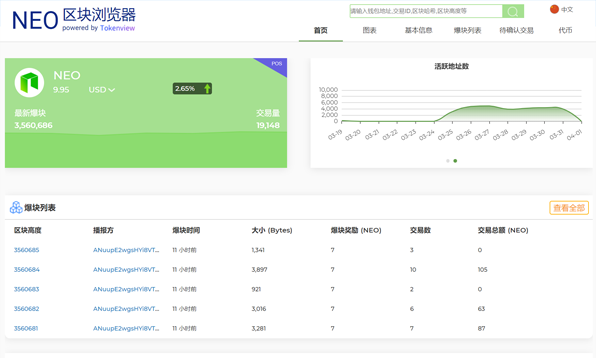 NEO 区块浏览器
powered by Tokenview
请输入钱包地址,交易ID,区块哈希,区块高度等
中文
首页 图表 基本信息 爆块列表 待确认交易 代币
POS
NEO
9.95 USD 2.65%
最新爆块 交易量
3,560,686 19,148
活跃地址数
10,000
8,000
6,000
4,000
2,000
0
03-19 03-20 03-21 03-22 03-23 03-24 03-25 03-26 03-27 03-28 03-29 03-30 03-31 04-01
爆块列表 查看全部
区块高度 播报方 爆块时间 大小 (Bytes) 爆块奖励 (NEO) 交易数 交易总额 (NEO)
3560685 ANuupE2wgsHYi8VT... 11 小时前 1,341 7 3 0
3560684 ANuupE2wgsHYi8VT... 11 小时前 3,897 7 10 105
3560683 ANuupE2wgsHYi8VT... 11 小时前 921 7 2 0
3560682 ANuupE2wgsHYi8VT... 11 小时前 3,016 7 6 63
3560681 ANuupE2wgsHYi8VT... 11 小时前 3,281 7 7 87